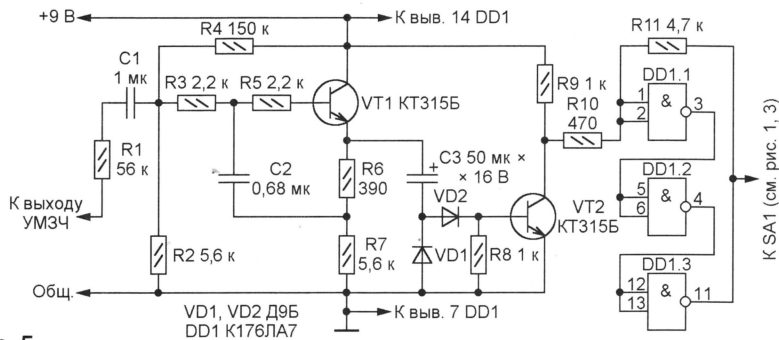 +9 В
R4 150 к
К выв. 14 DD1
R11 4,7 к
C1
1 мк
R3 2,2 к
R5 2,2 к
VT1 КТ315Б
R9 1 к
R10
470
DD1.1
1
2
&
3
R1
56 к
C2
0,68 мк
R6
390
C3 50 мк ×
× 16 В
VD2
VT2
КТ315Б
DD1.2
5
6
&
4
К выходу
УМЗЧ
R2 5,6 к
R7
5,6 к
VD1
R8 1 к
DD1.3
12
13
&
11
К SA1 (см. рис. 1, 3)
Общ.
VD1, VD2 Д9Б
DD1 К176ЛА7
К выв. 7 DD1